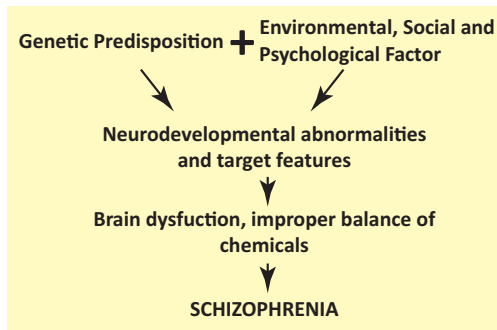 Genetic Predisposition + Environmental, Social and
Psychological Factor
Neurodevelopmental abnormalities
and target features
Brain dysfuction, improper balance of
chemicals
SCHIZOPHRENIA